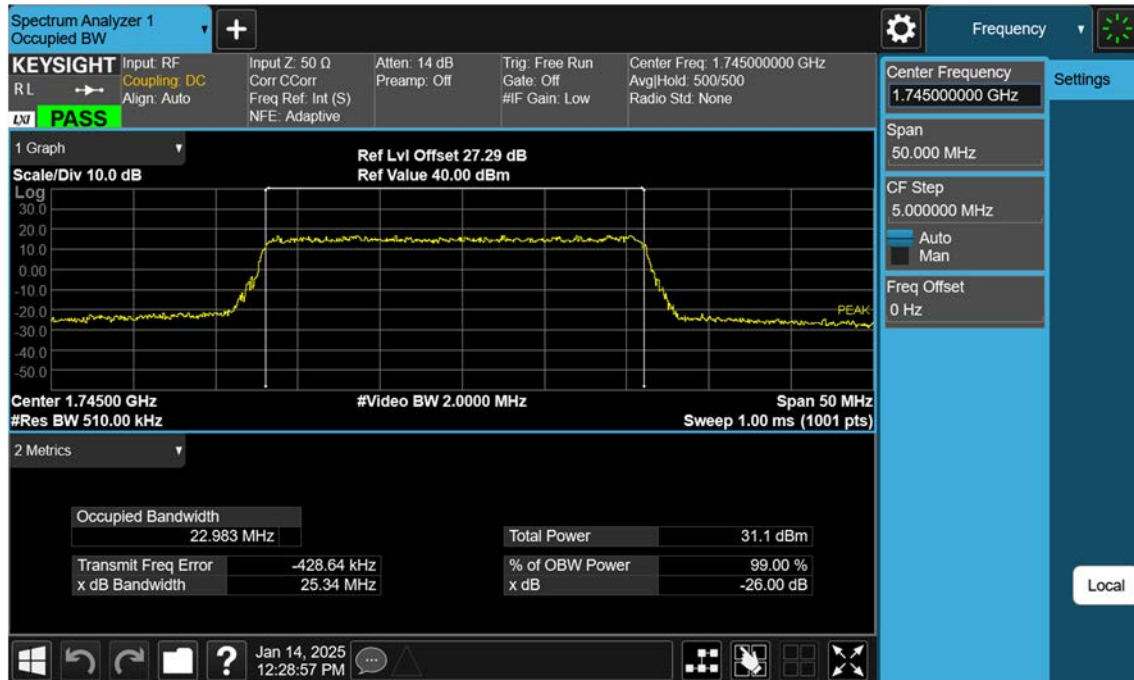 Spectrum Analyzer 1
Occupied BW
+
Frequency
KEYSIGHT
R L
LXI
PASS
Input: RF
Coupling: DC
Align: Auto
Input Z: 50 Ω
Corr CCorr
Freq Ref: Int (S)
NFE: Adaptive
Atten: 14 dB
Preamp: Off
Trig: Free Run
Gate: Off
#IF Gain: Low
Center Freq: 1.745000000 GHz
Avg|Hold: 500/500
Radio Std: None
Center Frequency
1.745000000 GHz
Settings
Span
50.000 MHz
CF Step
5.000000 MHz
Auto
Man
Freq Offset
0 Hz
Local
1 Graph
Scale/Div 10.0 dB
Ref Lvl Offset 27.29 dB
Ref Value 40.00 dBm
Log
30.0
20.0
10.0
0.00
-10.0
-20.0
-30.0
-40.0
-50.0
PEAK
Center 1.74500 GHz
#Video BW 2.0000 MHz
Span 50 MHz
#Res BW 510.00 kHz
Sweep 1.00 ms (1001 pts)
2 Metrics
Occupied Bandwidth
22.983 MHz
Total Power 31.1 dBm
Transmit Freq Error -428.64 kHz
% of OBW Power 99.00 %
x dB Bandwidth 25.34 MHz
x dB -26.00 dB
?
Jan 14, 2025
12:28:57 PM